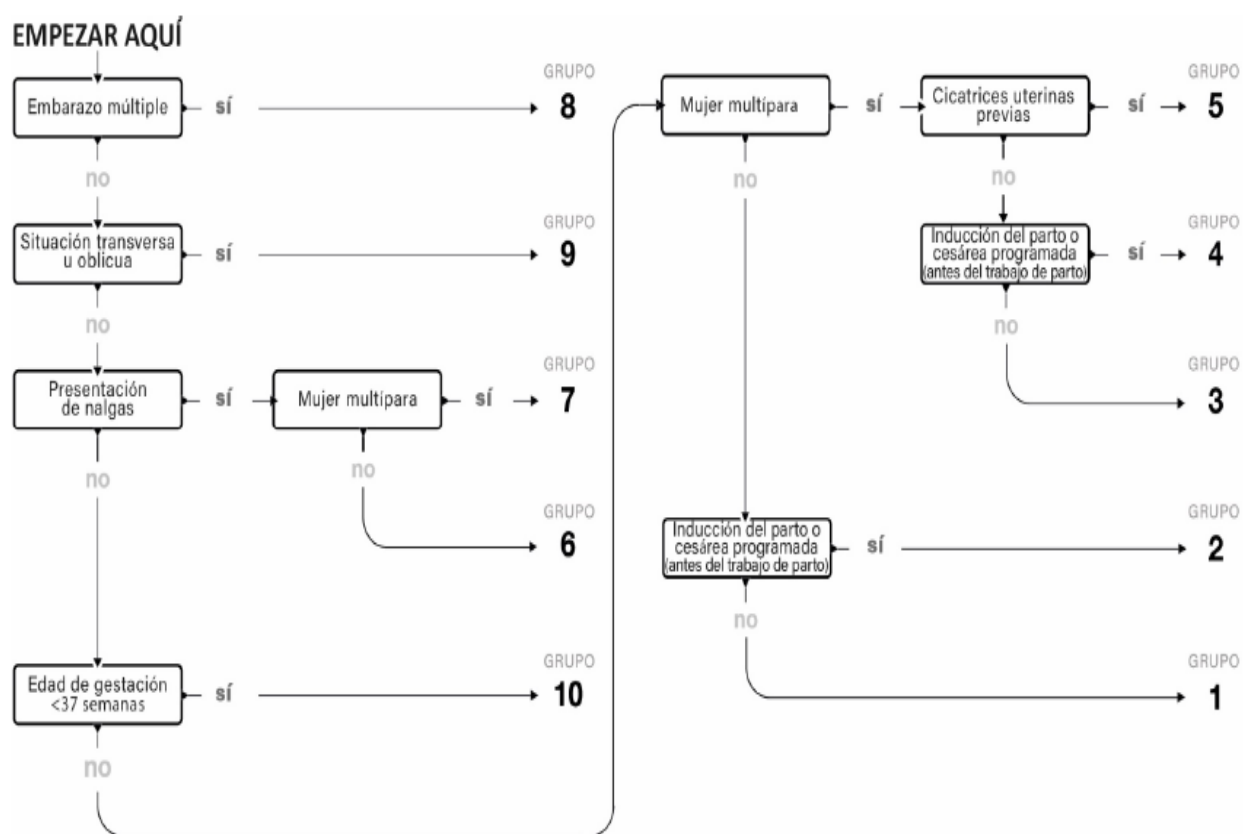 EMPEZAR AQUÍ
Embarazo múltiple
sí
GRUPO
8
no
Situación transversa
u oblicua
sí
GRUPO
9
no
Presentación
de nalgas
sí
Mujer multípara
sí
GRUPO
7
no
no
GRUPO
6
Edad de gestación
<37 semanas
sí
GRUPO
10
no
Mujer multípara
sí
Cicatrices uterinas
previas
sí
GRUPO
5
no
no
Inducción del parto o
cesárea programada
(antes del trabajo de parto)
sí
GRUPO
4
no
GRUPO
3
Inducción del parto o
cesárea programada
(antes del trabajo de parto)
sí
GRUPO
2
no
GRUPO
1